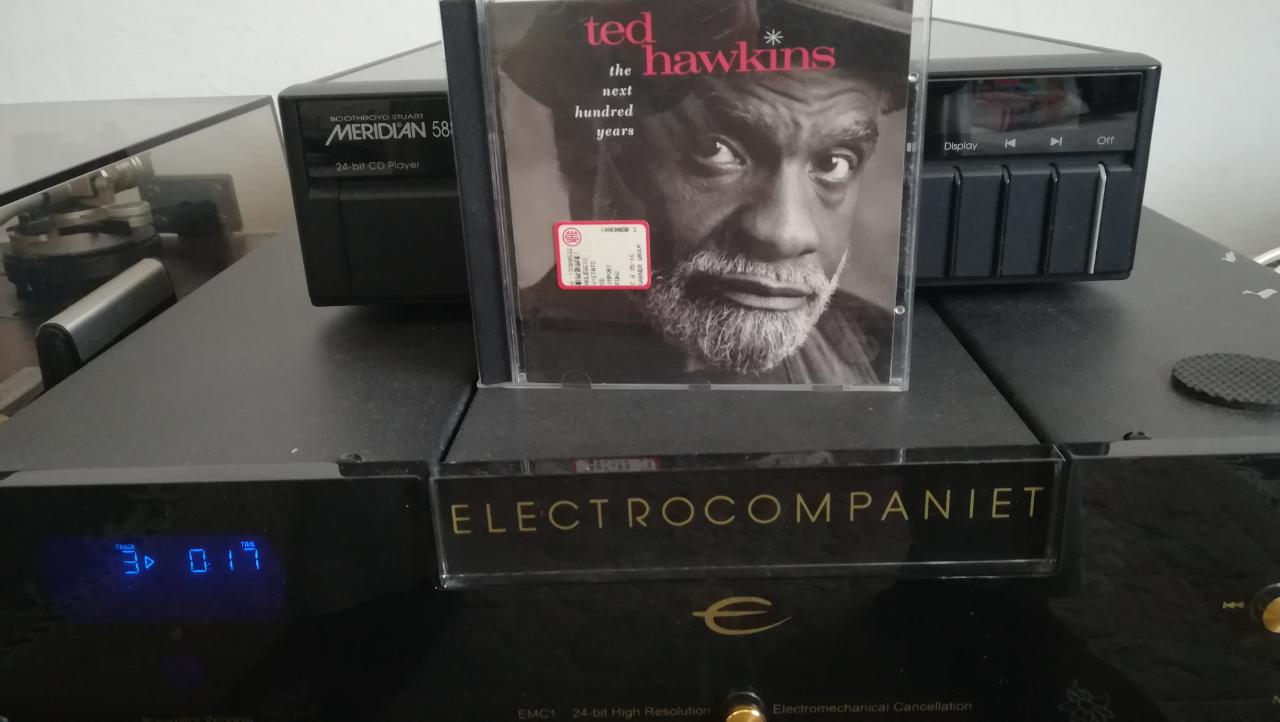 ted
hawkins
the
next
hundred
years
BOOTHROYD STUART
MERIDIAN 588
24-bit CD Player
Display
Off
ELECTROCOMPANIET
TRACK
TIME
3 0:17
EMC1 24-bit High Resolution
Electromechanical Cancellation